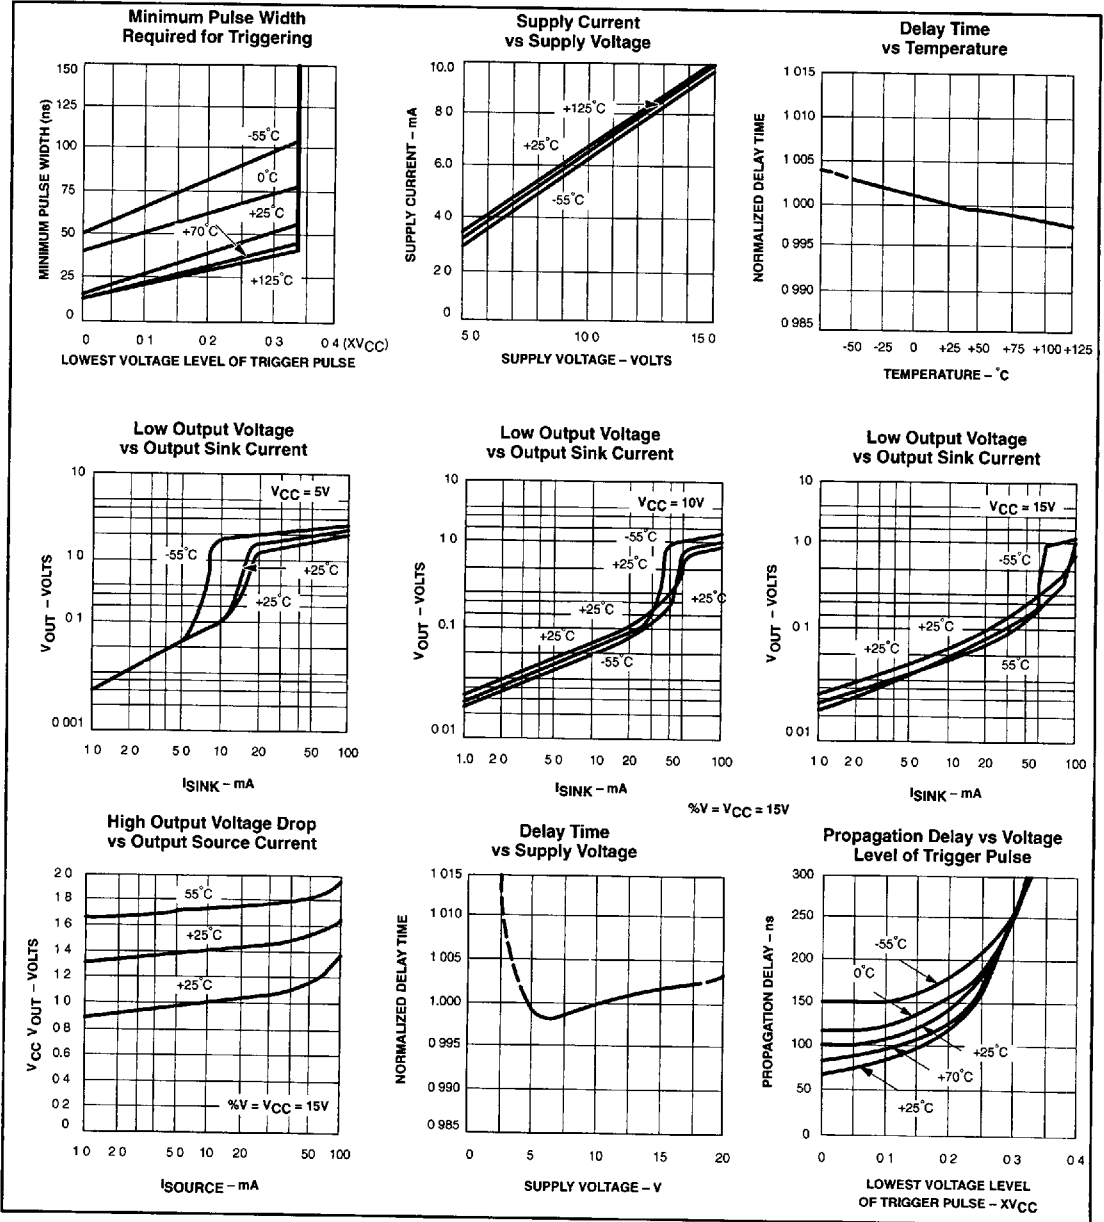 Minimum Pulse Width
Required for Triggering
150
125
100
75
50
25
0
MINIMUM PULSE WIDTH (ns)
-55°C
0°C
+25°C
+70°C
+125°C
0 0 1 0 2 0 3 0 4 (XVCC)
LOWEST VOLTAGE LEVEL OF TRIGGER PULSE
Supply Current
vs Supply Voltage
10.0
8.0
6.0
4 0
2 0
0
SUPPLY CURRENT – mA
+125°C
+25°C
-55°C
5 0 10 0 15 0
SUPPLY VOLTAGE – VOLTS
Delay Time
vs Temperature
1 015
1 010
1 005
1 000
0.995
0 990
0 985
NORMALIZED DELAY TIME
-50 -25 0 +25 +50 +75 +100 +125
TEMPERATURE – °C
Low Output Voltage
vs Output Sink Current
10
1 0
0 1
0 001
VOUT – VOLTS
VCC = 5V
-55°C
+25°C
+25°C
1 0 2 0 5 0 10 20 50 100
ISINK – mA
Low Output Voltage
vs Output Sink Current
10
1 0
0.1
0 01
VOUT – VOLTS
VCC = 10V
-55°C
+25°C
+25°C
+25°C
+25°C
-55°C
1.0 2.0 5 0 10 20 50 100
ISINK – mA
Low Output Voltage
vs Output Sink Current
10
1 0
0 1
0 01
VOUT – VOLTS
VCC = 15V
-55°C
+25°C
+25°C
55°C
1 0 2 0 5 0 10 20 50 100
ISINK – mA
%V = VCC = 15V
High Output Voltage Drop
vs Output Source Current
2 0
1 8
1 6
1 4
1 2
1 0
0.8
0.6
0 4
0 2
0
VCC VOUT – VOLTS
55°C
+25°C
+25°C
%V = VCC = 15V
1 0 2 0 5 0 10 20 50 100
ISOURCE – mA
Delay Time
vs Supply Voltage
1 015
1 010
1 005
1.000
0.995
0 990
0 985
NORMALIZED DELAY TIME
0 5 10 15 20
SUPPLY VOLTAGE – V
Propagation Delay vs Voltage
Level of Trigger Pulse
300
250
200
150
100
50
0
PROPAGATION DELAY – ns
-55°C
0°C
+25°C
+70°C
+25°C
0 0 1 0 2 0 3 0 4
LOWEST VOLTAGE LEVEL
OF TRIGGER PULSE – XVCC